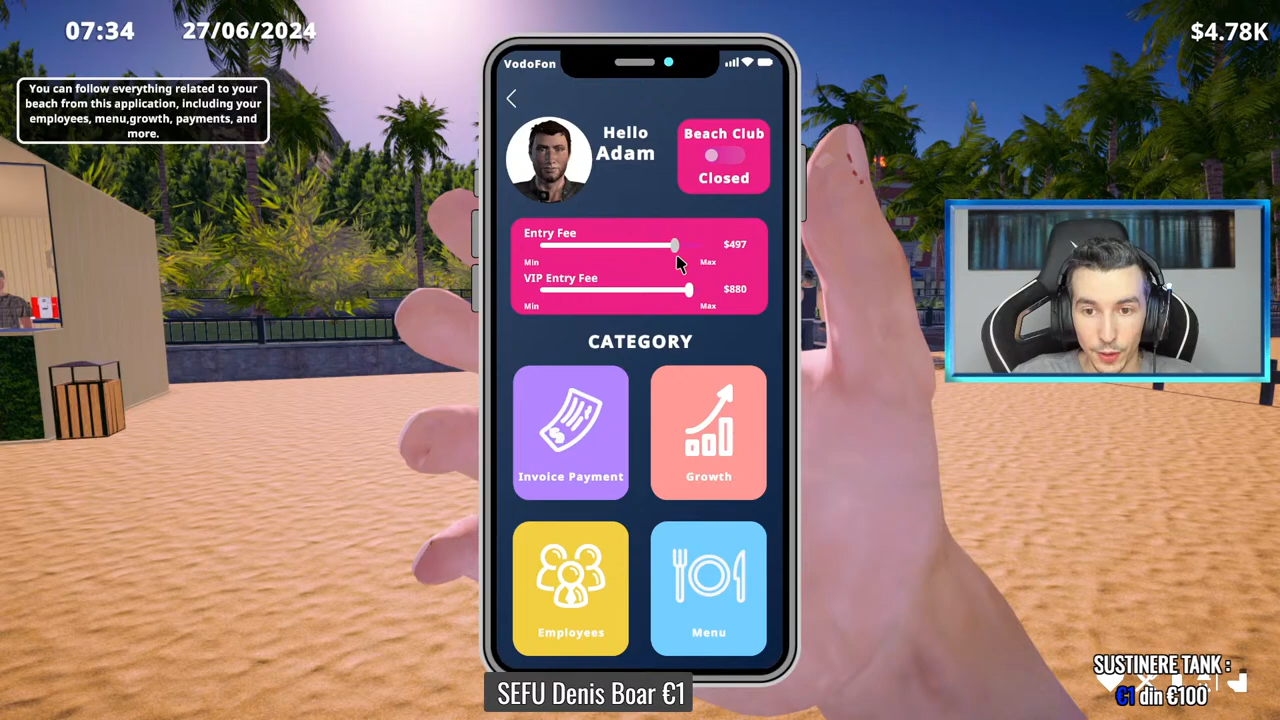 07:34
27/06/2024
$4.78K
You can follow everything related to your
beach from this application, including your
employees, menu,growth, payments, and
more.
VodoFon
Hello
Adam
Beach Club
Closed
Entry Fee
$497
Min
Max
VIP Entry Fee
$880
Min
Max
CATEGORY
Invoice Payment
Growth
Employees
Menu
SEFU Denis Boar €1
SUSTINERE TANK :
€1 din €100